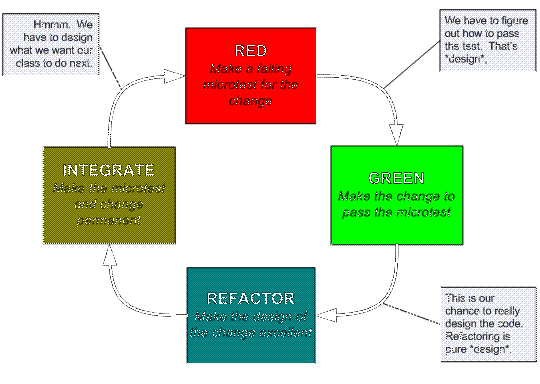 Hmmm. We
have to design
what we want our
class to do next.
RED
Make a failing
microtest for the
change
We have to figure
out how to pass
the test. That's
*design*.
INTEGRATE
Make the microtest
and change
permanent
GREEN
Make the change to
pass the microtest
REFACTOR
Make the design of
the change excellent
This is our
chance to really
design the code.
Refactoring is
pure *design*.